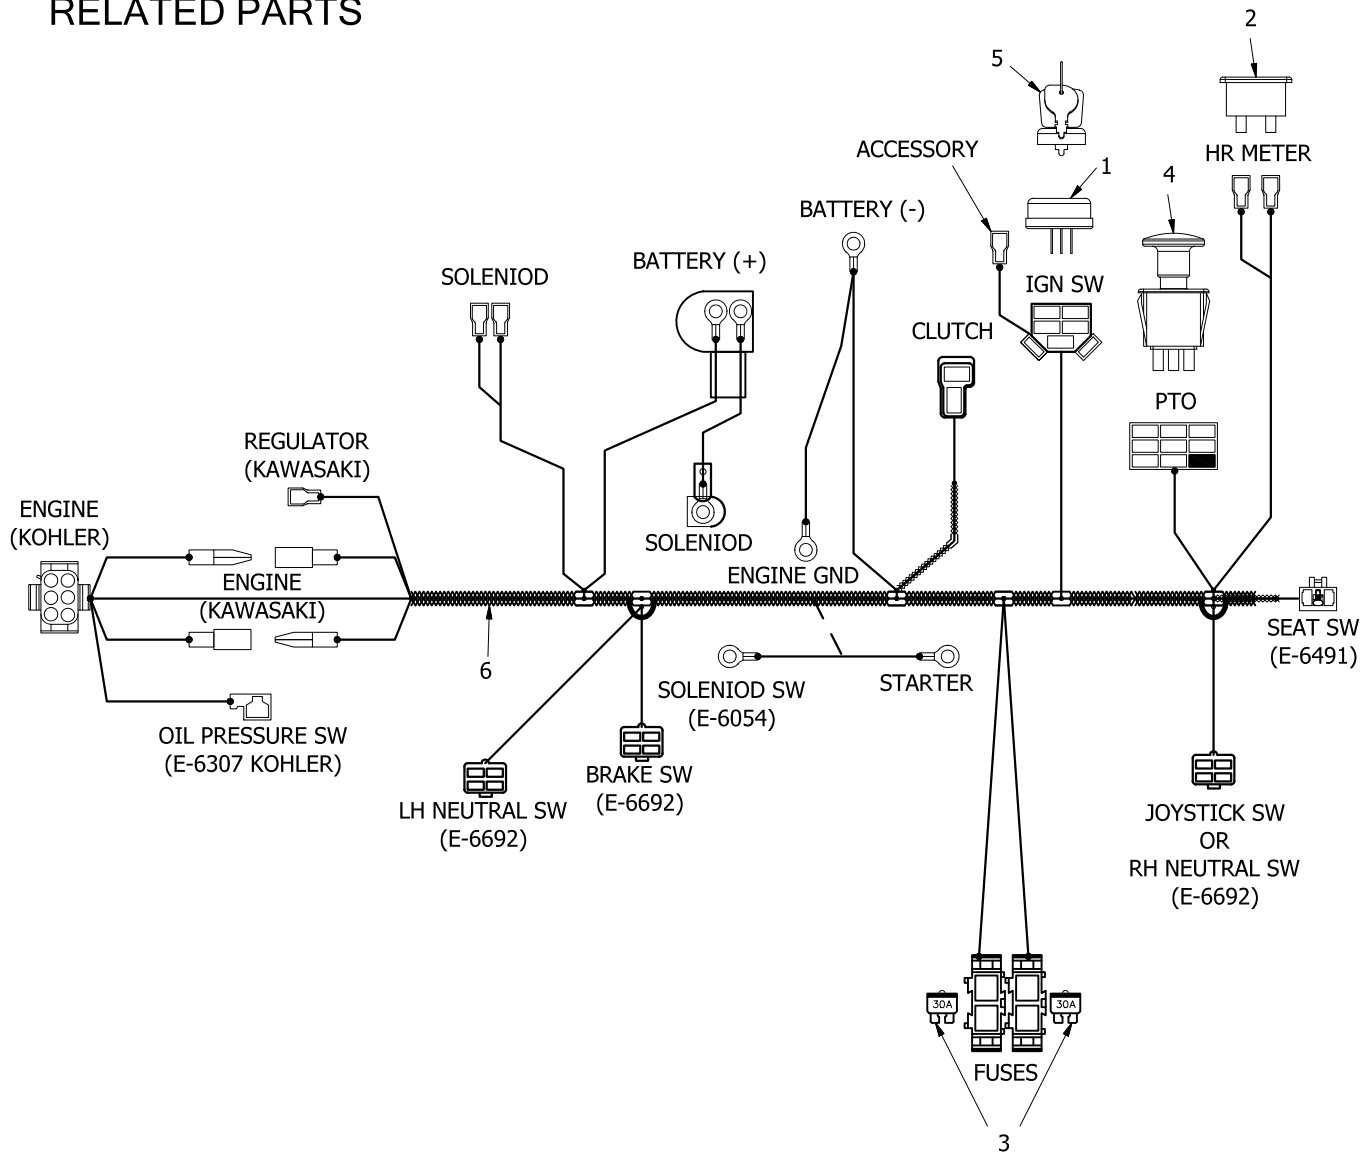 RELATED PARTS
2
5
ACCESSORY
HR METER
1
4
BATTERY (-)
BATTERY (+)
SOLENIOD
IGN SW
CLUTCH
PTO
REGULATOR
(KAWASAKI)
ENGINE
(KOHLER)
SOLENIOD
ENGINE GND
ENGINE
(KAWASAKI)
SEAT SW
(E-6491)
6
SOLENIOD SW
(E-6054)
STARTER
OIL PRESSURE SW
(E-6307 KOHLER)
BRAKE SW
(E-6692)
LH NEUTRAL SW
(E-6692)
JOYSTICK SW
OR
RH NEUTRAL SW
(E-6692)
30A
30A
FUSES
3